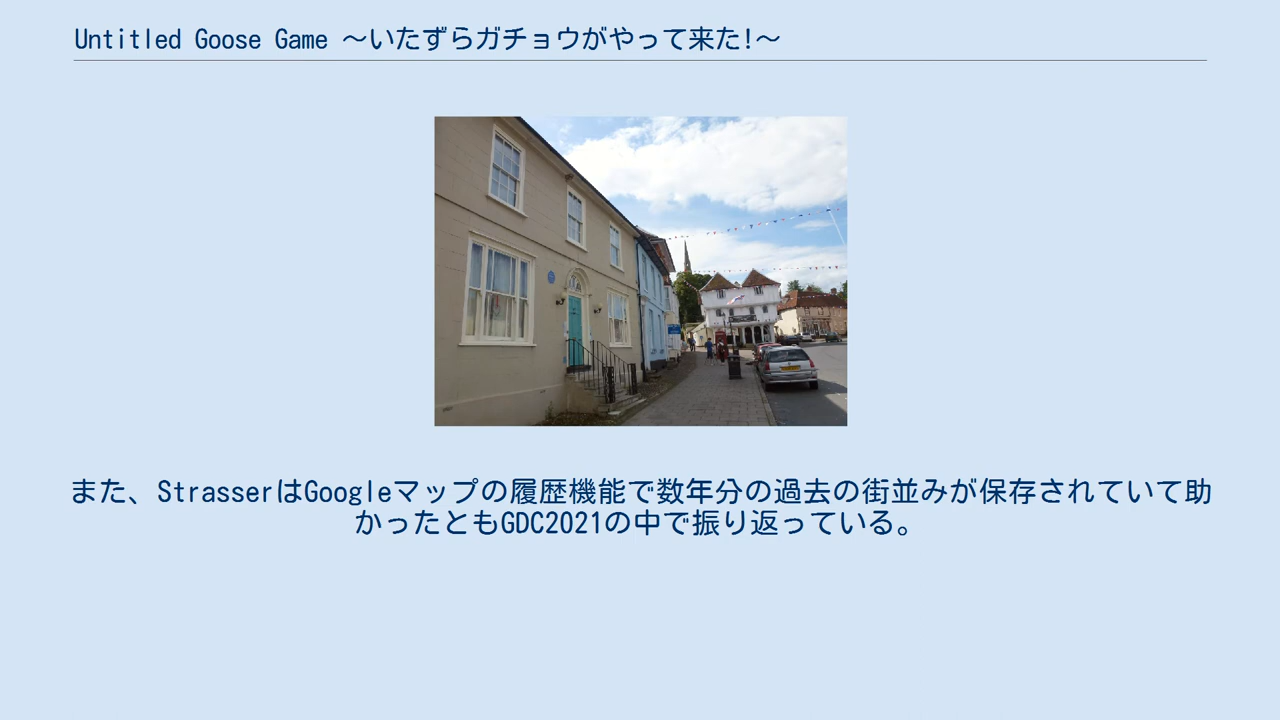 Untitled Goose Game ～いたずらガチョウがやって来た!～
また、StrasserはGoogleマップの履歴機能で数年分の過去の街並みが保存されていて助
かったともGDC2021の中で振り返っている。